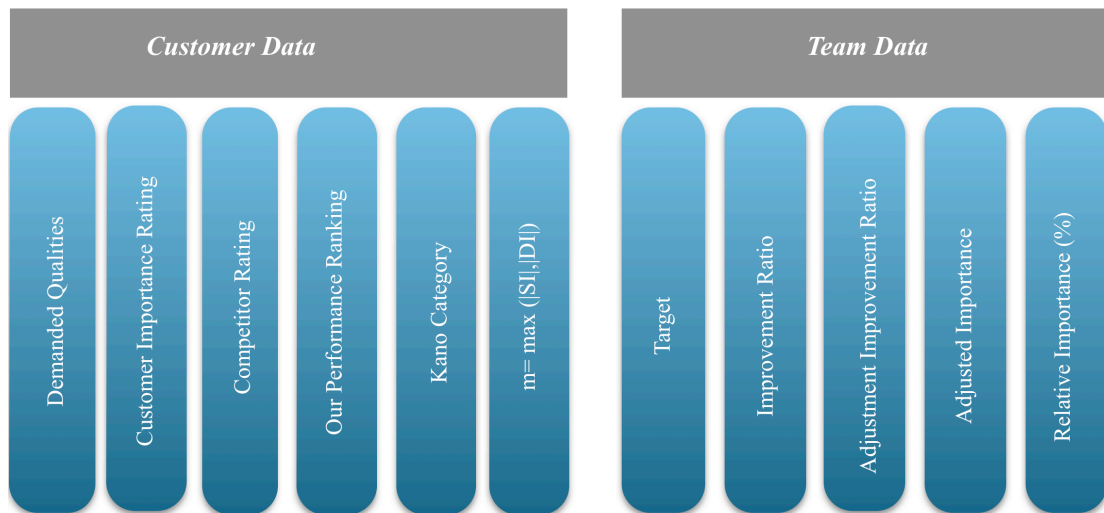 Customer Data
Team Data
Demanded Qualities
Customer Importance Rating
Competitor Rating
Our Performance Ranking
Kano Category
m= max (|SI|,|DI|)
Target
Improvement Ratio
Adjustment Improvement Ratio
Adjusted Importance
Relative Importance (%)